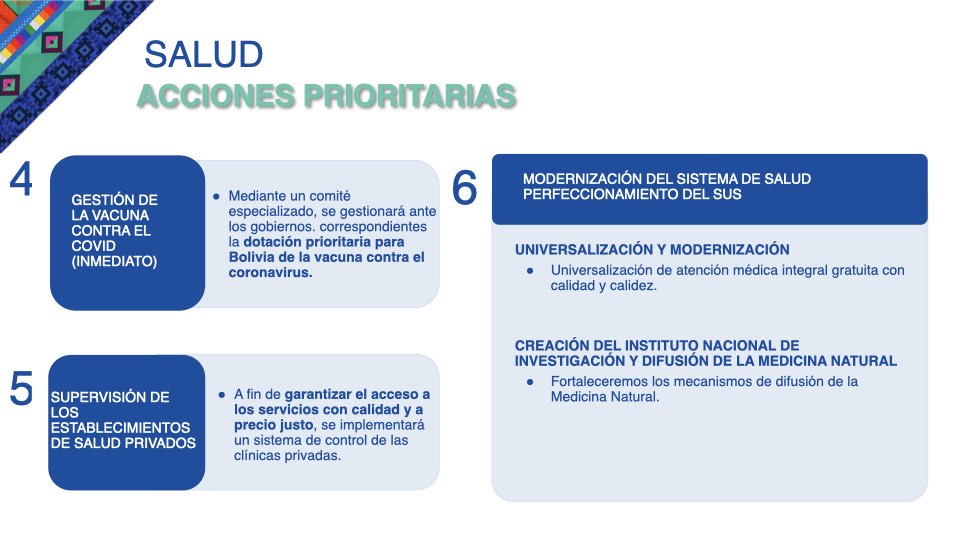 SALUD
ACCIONES PRIORITARIAS
4
GESTIÓN DE
LA VACUNA
CONTRA EL
COVID
(INMEDIATO)
● Mediante un comité
especializado, se gestionará ante
los gobiernos. correspondientes
la dotación prioritaria para
Bolivia de la vacuna contra el
coronavirus.
5
SUPERVISIÓN DE
LOS
ESTABLECIMIENTOS
DE SALUD PRIVADOS
● A fin de garantizar el acceso a
los servicios con calidad y a
precio justo, se implementará
un sistema de control de las
clínicas privadas.
6
MODERNIZACIÓN DEL SISTEMA DE SALUD
PERFECCIONAMIENTO DEL SUS
UNIVERSALIZACIÓN Y MODERNIZACIÓN
● Universalización de atención médica integral gratuita con
calidad y calidez.
CREACIÓN DEL INSTITUTO NACIONAL DE
INVESTIGACIÓN Y DIFUSIÓN DE LA MEDICINA NATURAL
● Fortaleceremos los mecanismos de difusión de la
Medicina Natural.